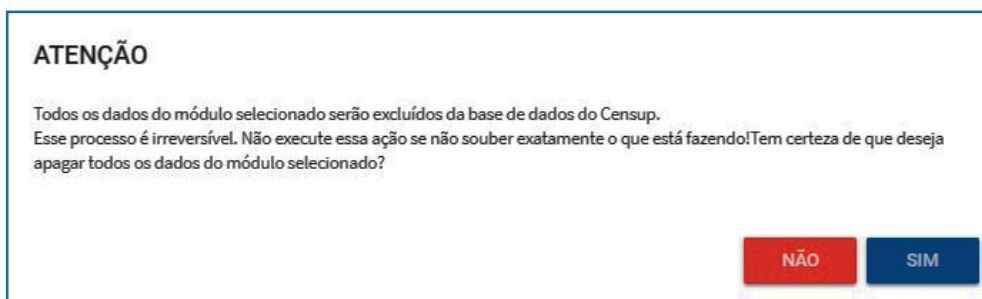 ATENÇÃO
Todos os dados do módulo selecionado serão excluídos da base de dados do Censup.
Esse processo é irreversível. Não execute essa ação se não souber exatamente o que está fazendo!Tem certeza de que deseja
apagar todos os dados do módulo selecionado?
NÃO SIM